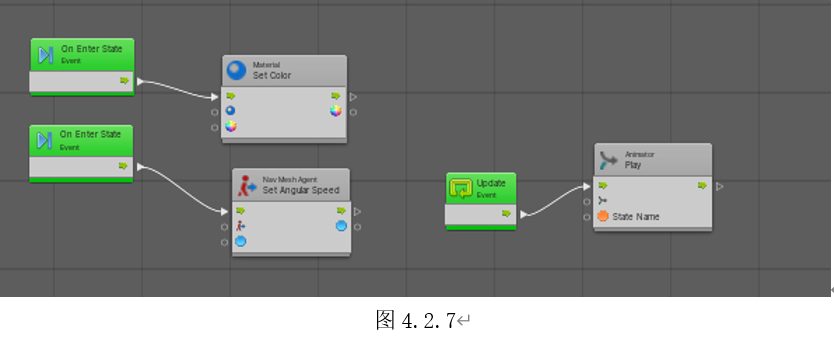 On Enter State
Event
Material
Set Color
On Enter State
Event
Nav Mesh Agent
Set Angular Speed
Update
Event
Animator
Play
State Name
图 4.2.7